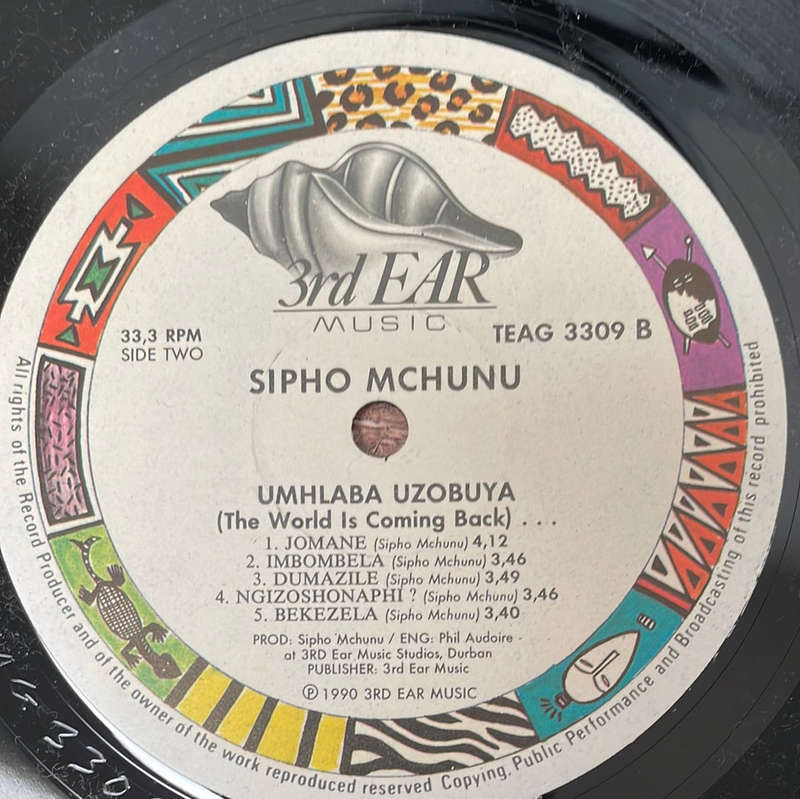 3rd EAR
MUSIC
33,3 RPM
SIDE TWO
TEAG 3309 B
SIPHO MCHUNU
UMHLABA UZOBUYA
(The World Is Coming Back) . . .
1. JOMANE (Sipho Mchunu) 4,12
2. IMBOMBELA (Sipho Mchunu) 3,46
3. DUMAZILE (Sipho Mchunu) 3,49
4. NGIZOSHONAPHI ? (Sipho Mchunu) 3,46
5. BEKEZELA (Sipho Mchunu) 3,40
PROD: Sipho Mchunu / ENG: Phil Audoire -
at 3RD Ear Music Studios, Durban
PUBLISHER: 3rd Ear Music
℗ 1990 3RD EAR MUSIC
All rights of the Record Producer and of the owner of the work reproduced reserved Copying, Public Performance and Broadcasting of this record prohibited